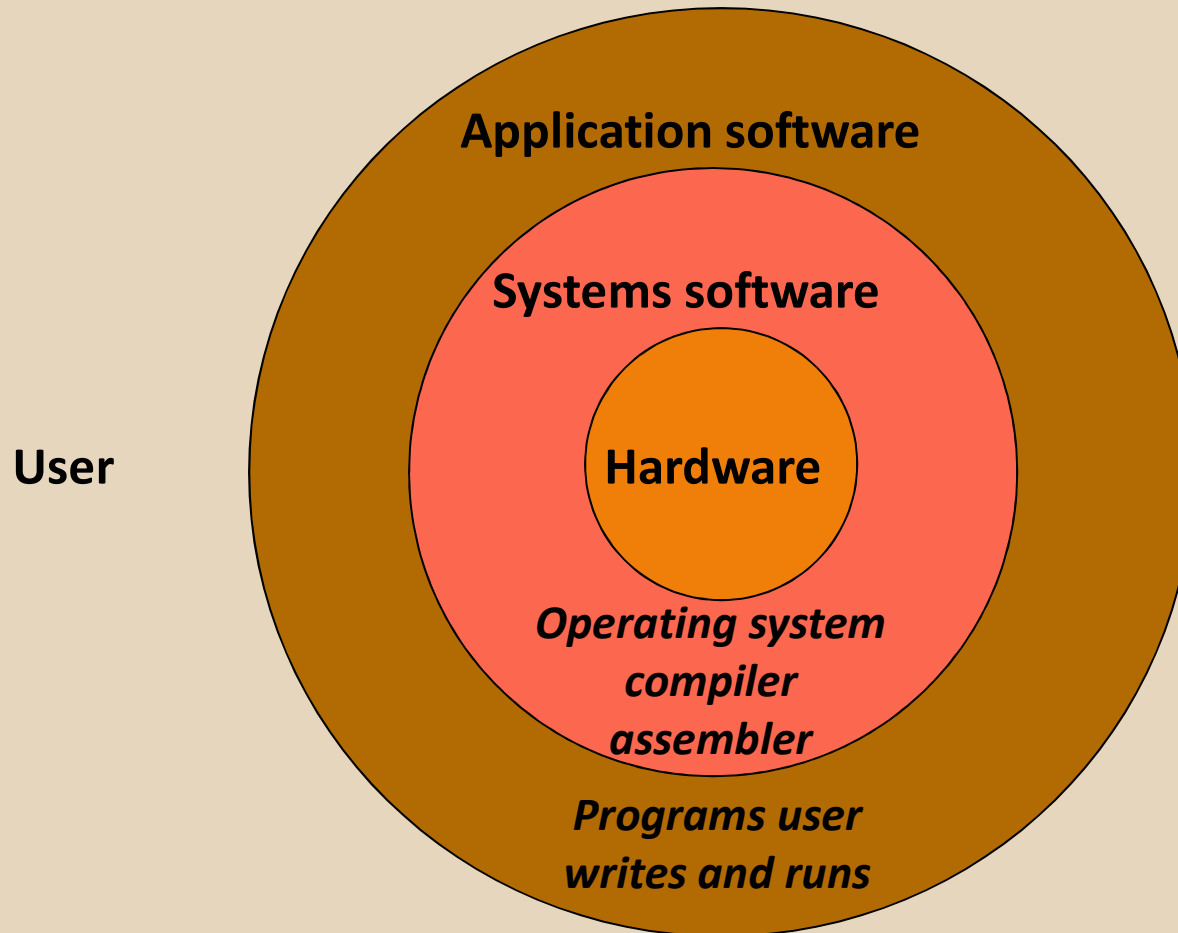 Application software
Systems software
User
Hardware
Operating system
compiler
assembler
Programs user
writes and runs